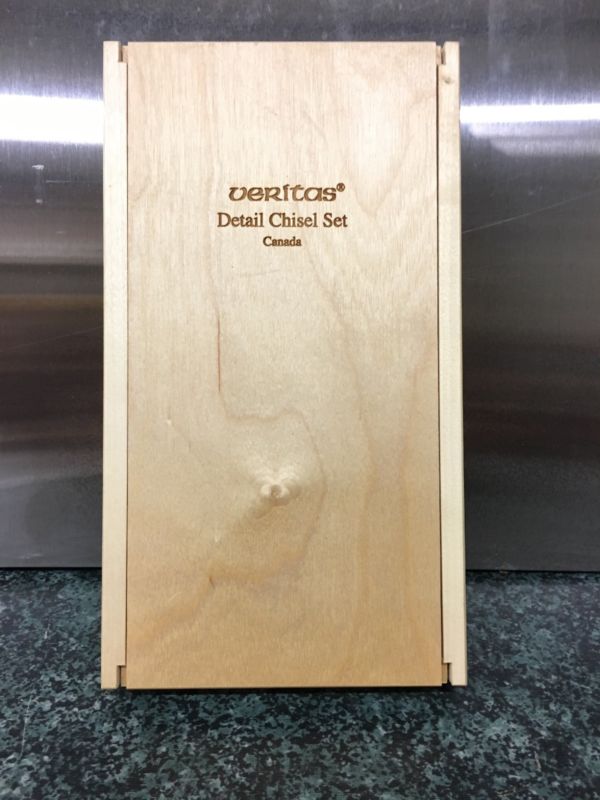 veritas®
Detail Chisel Set
Canada